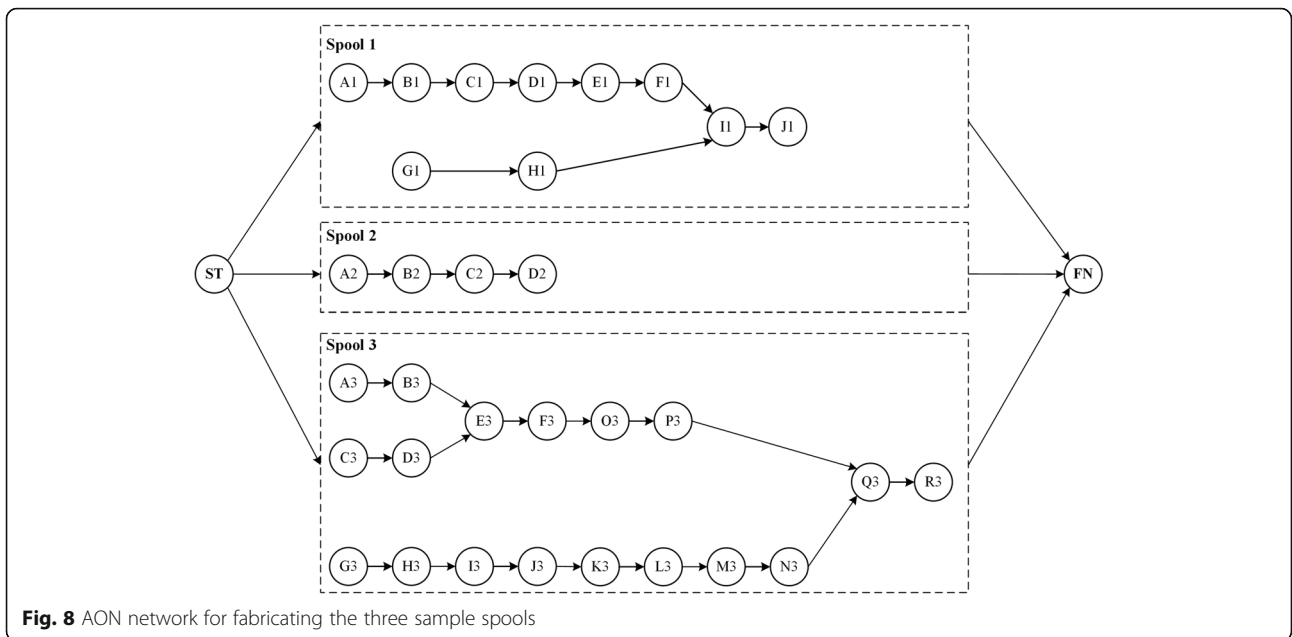 Spool 1
A1 B1 C1 D1 E1 F1
I1 J1
G1 H1
Spool 2
ST A2 B2 C2 D2 FN
Spool 3
A3 B3
E3 F3 O3 P3
C3 D3
Q3 R3
G3 H3 I3 J3 K3 L3 M3 N3
Fig. 8 AON network for fabricating the three sample spools